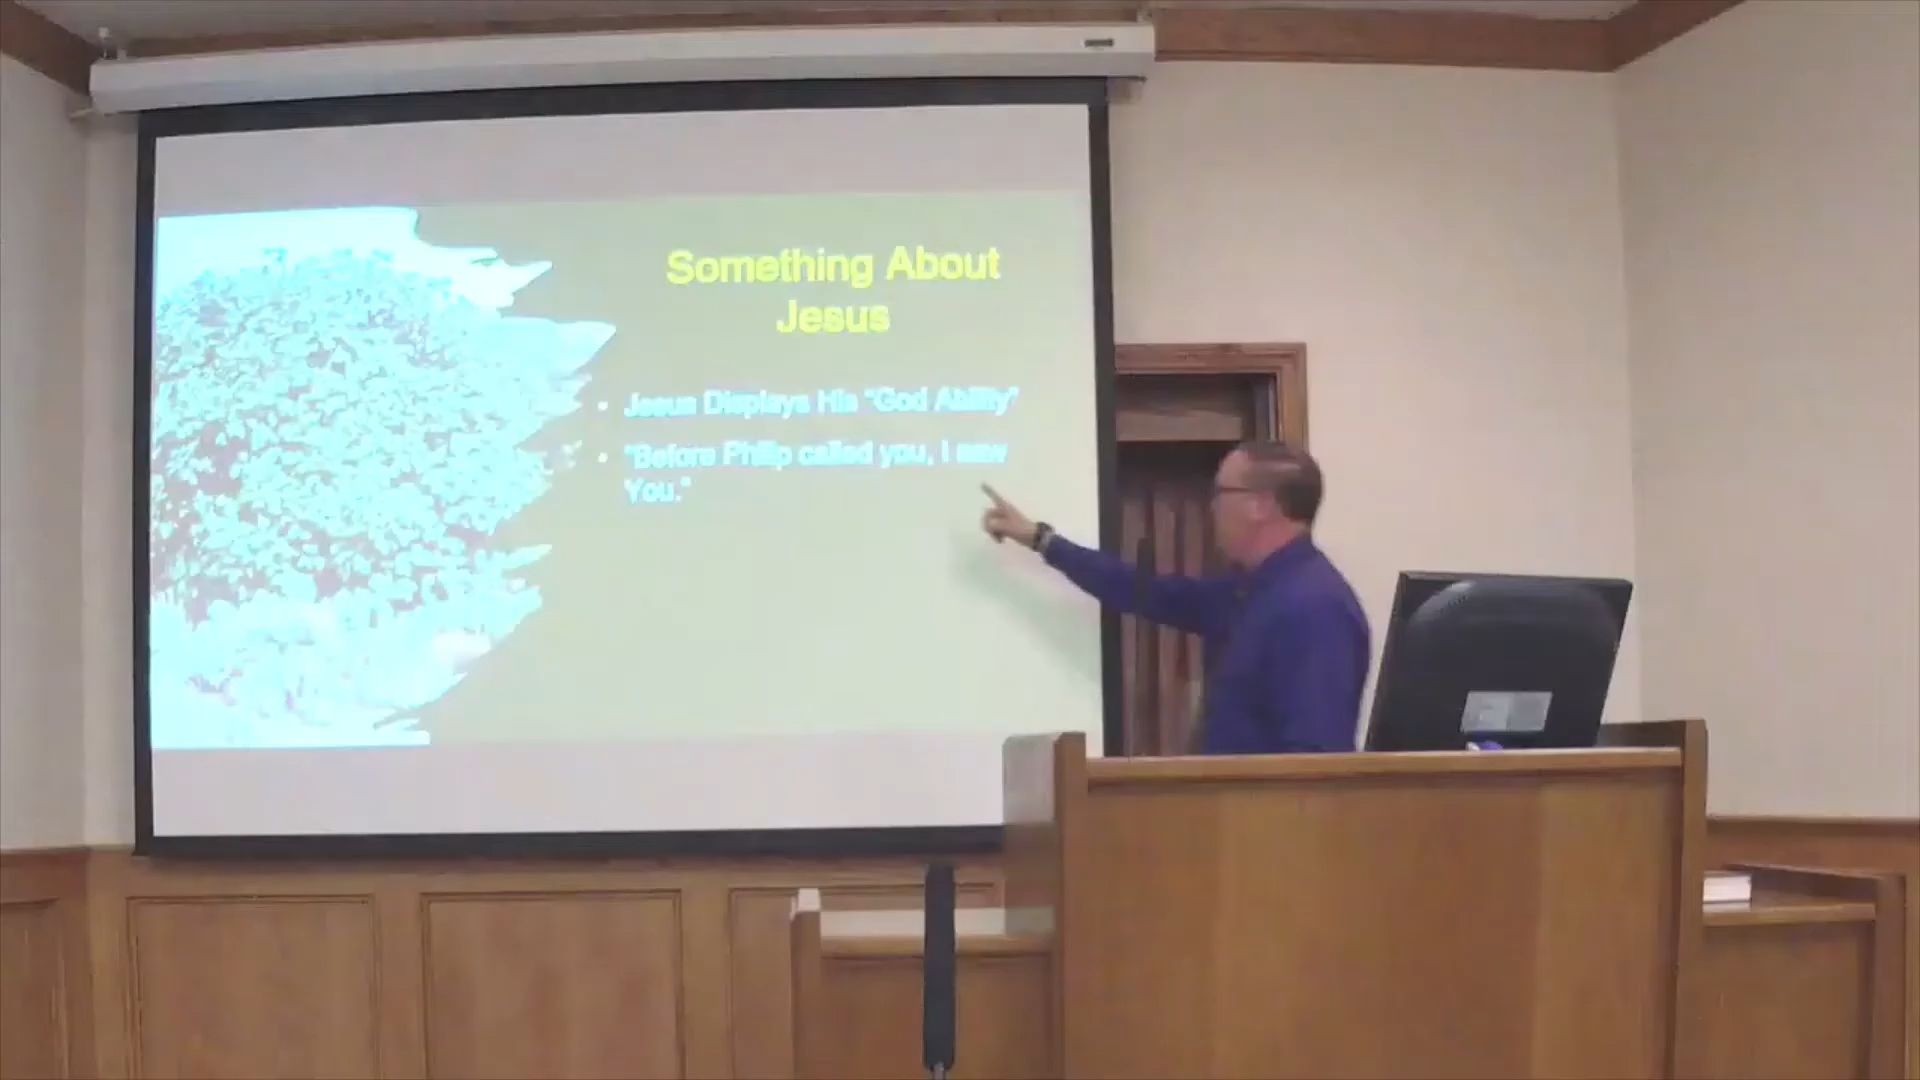 Something About
Jesus
• Jesus Displays His "God Ability"
• "Before Philip called you, I saw
You."